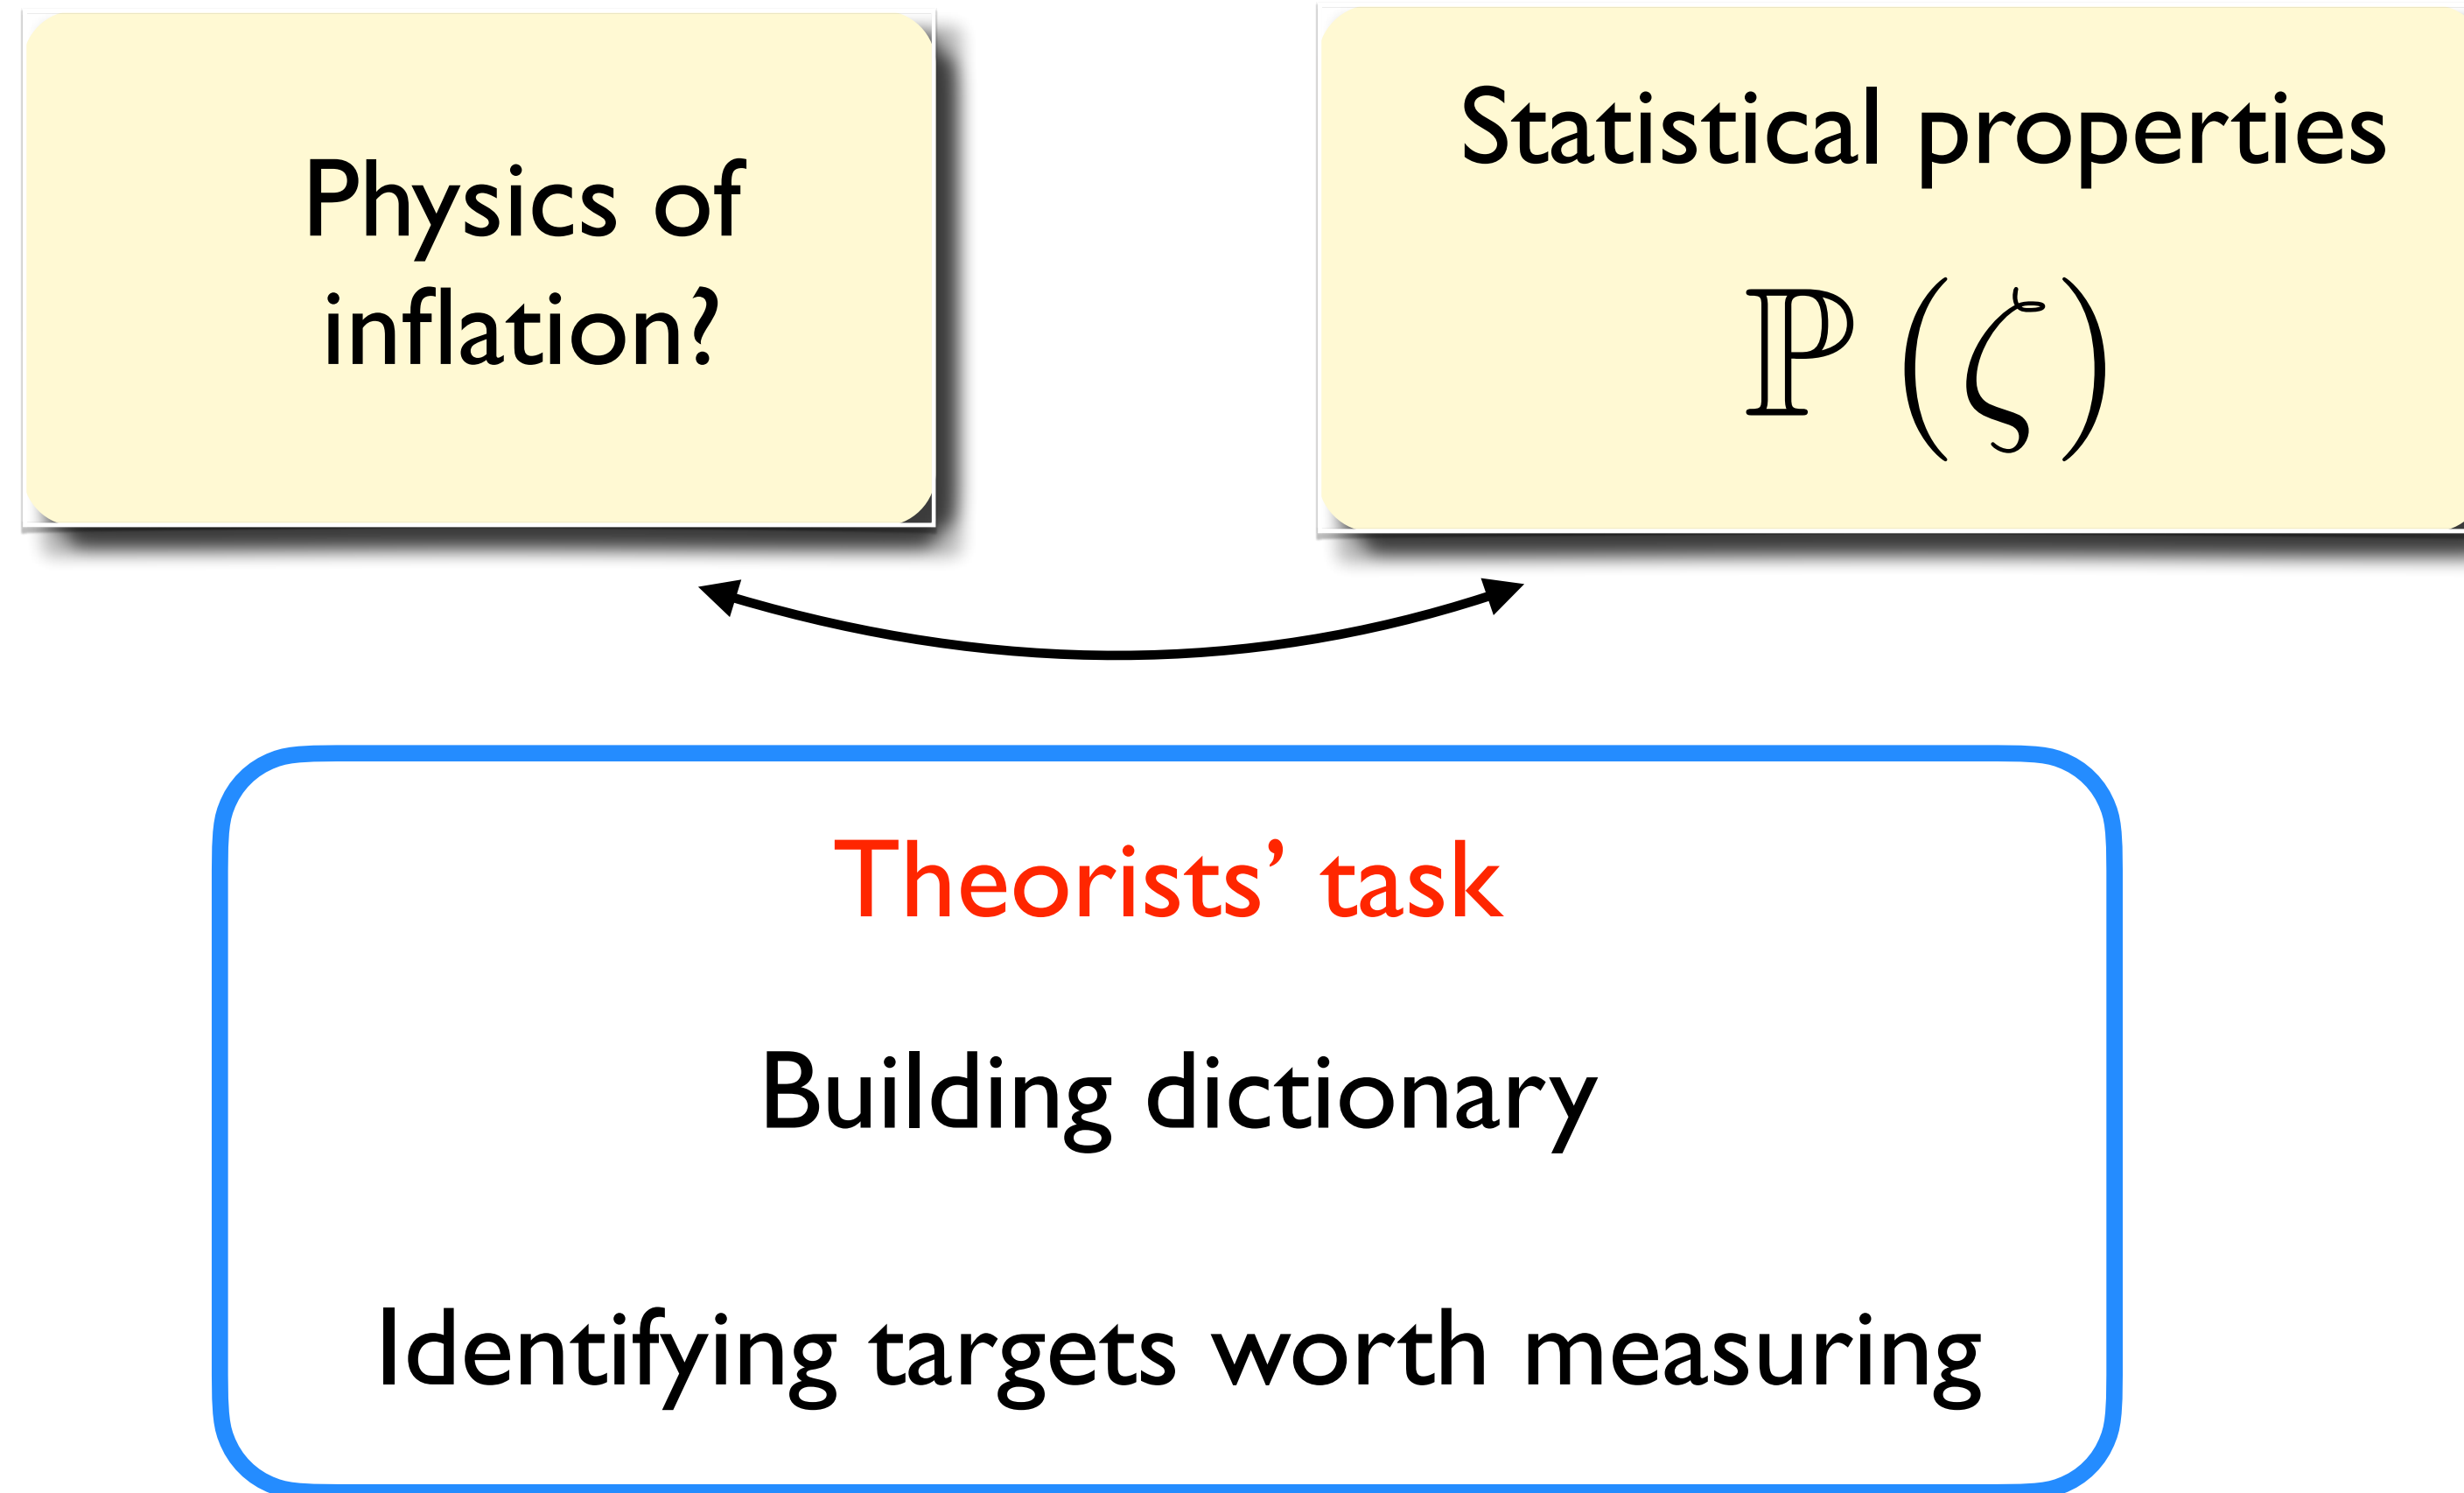 Physics of
inflation?
Statistical properties
ℙ (ζ)
Theorists’ task
Building dictionary
Identifying targets worth measuring